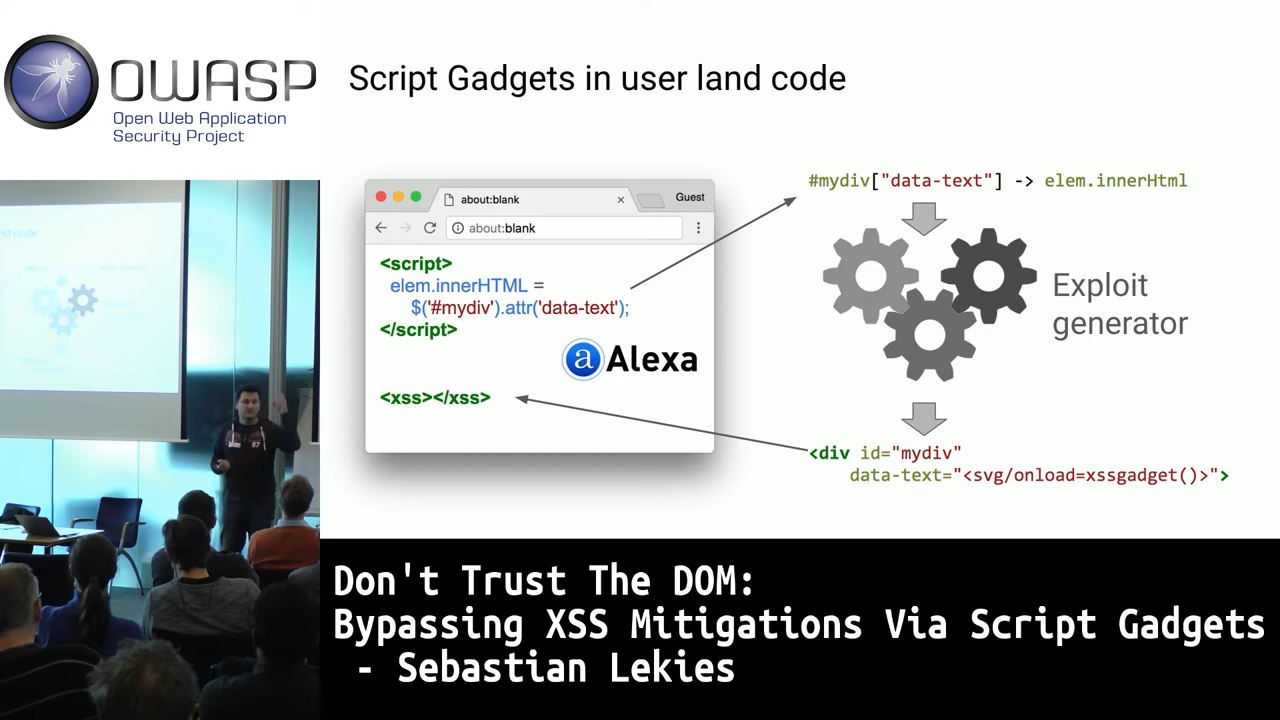 OWASP
Open Web Application
Security Project
Script Gadgets in user land code
about:blank
Guest
about:blank
<script>
elem.innerHTML =
$('#mydiv').attr('data-text');
</script>
a Alexa
<xss></xss>
#mydiv["data-text"] -> elem.innerHtml
Exploit
generator
<div id="mydiv"
data-text="<svg/onload=xssgadget()>">
87
Don't Trust The DOM:
Bypassing XSS Mitigations Via Script Gadgets
- Sebastian Lekies